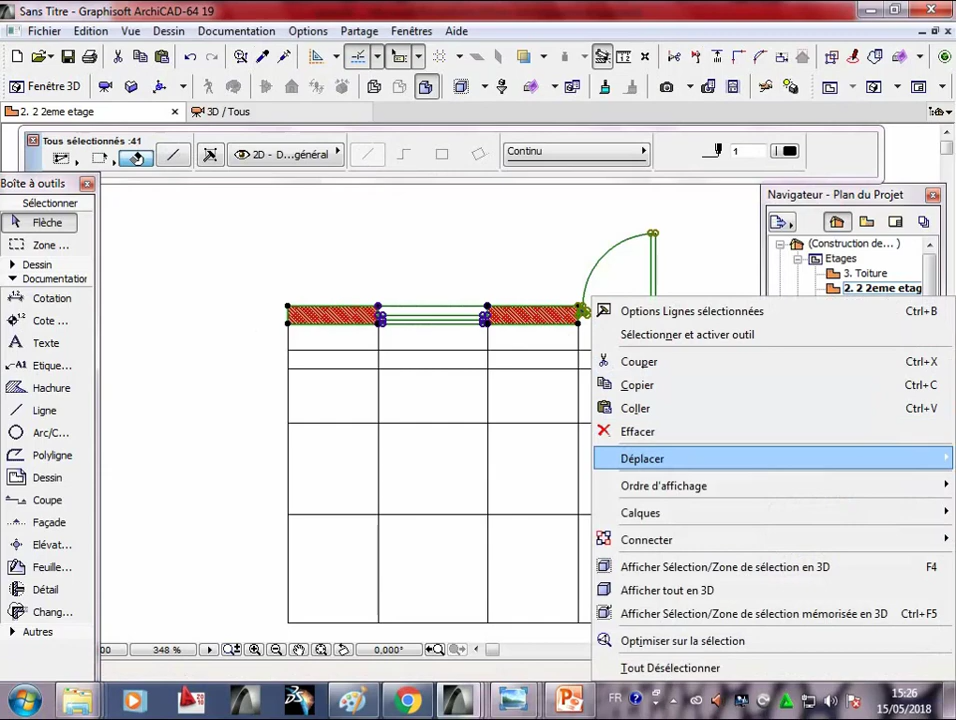 Sans Titre - Graphisoft ArchiCAD-64 19
Fichier Edition Vue Dessin Documentation Options Partage Fenêtres Aide
Fenêtre 3D
2. 2 2eme etage
3D / Tous
Tous sélectionnés :41
2D - D...général
Continu
1
Boîte à outils
Sélectionner
Flèche
Zone ...
Dessin
Documentation
Cotation
Cote ...
Texte
Etique...
Hachure
Ligne
Arc/C...
Polyligne
Dessin
Coupe
Façade
Elévat...
Feuille...
Détail
Chang...
Autres
Navigateur - Plan du Projet
(Construction de... )
Etages
3. Toiture
2. 2 2eme etag
Options Lignes sélectionnées Ctrl+B
Sélectionner et activer outil
Couper Ctrl+X
Copier Ctrl+C
Coller Ctrl+V
Effacer
Déplacer
Ordre d'affichage
Calques
Connecter
Afficher Sélection/Zone de sélection en 3D F4
Afficher tout en 3D
Afficher Sélection/Zone de sélection mémorisée en 3D Ctrl+F5
Optimiser sur la sélection
Tout Désélectionner
00 348 % 0,000°
FR
15:26
15/05/2018